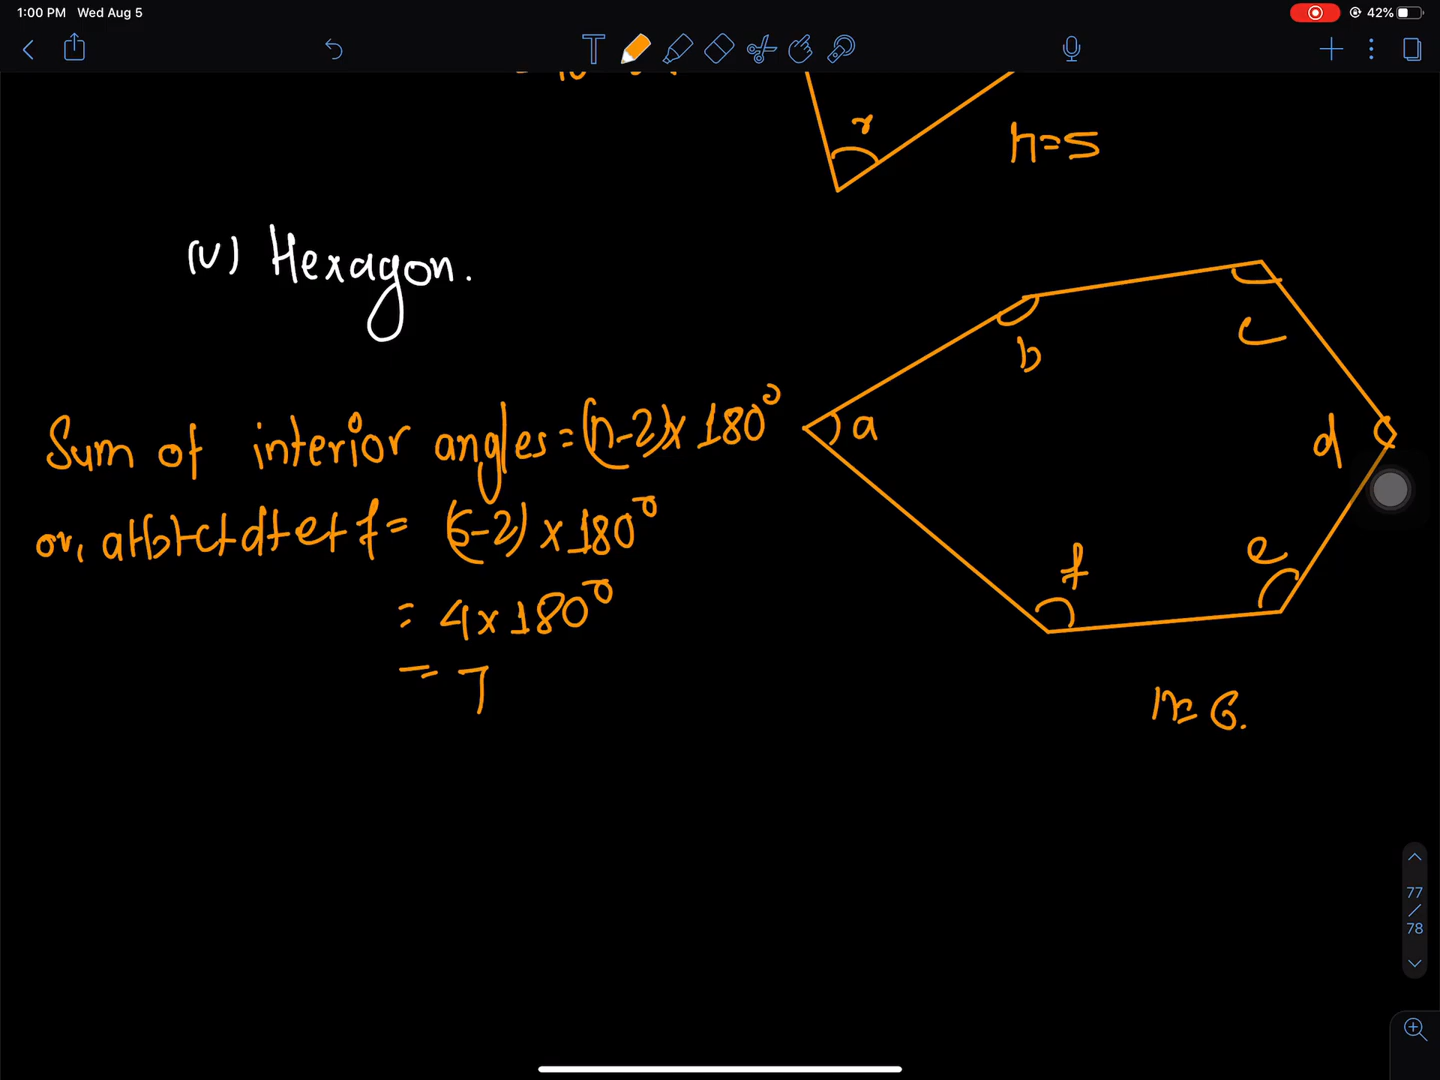 1:00 PM Wed Aug 5
42%
r
n=5
(v) Hexagon.
Sum of interior angles = (n-2)x 180°
or, a+b+c+d+e+f = (6-2) x 180°
= 4 x 180°
= 7
a
b
c
d
e
f
n= 6.
77
/
78